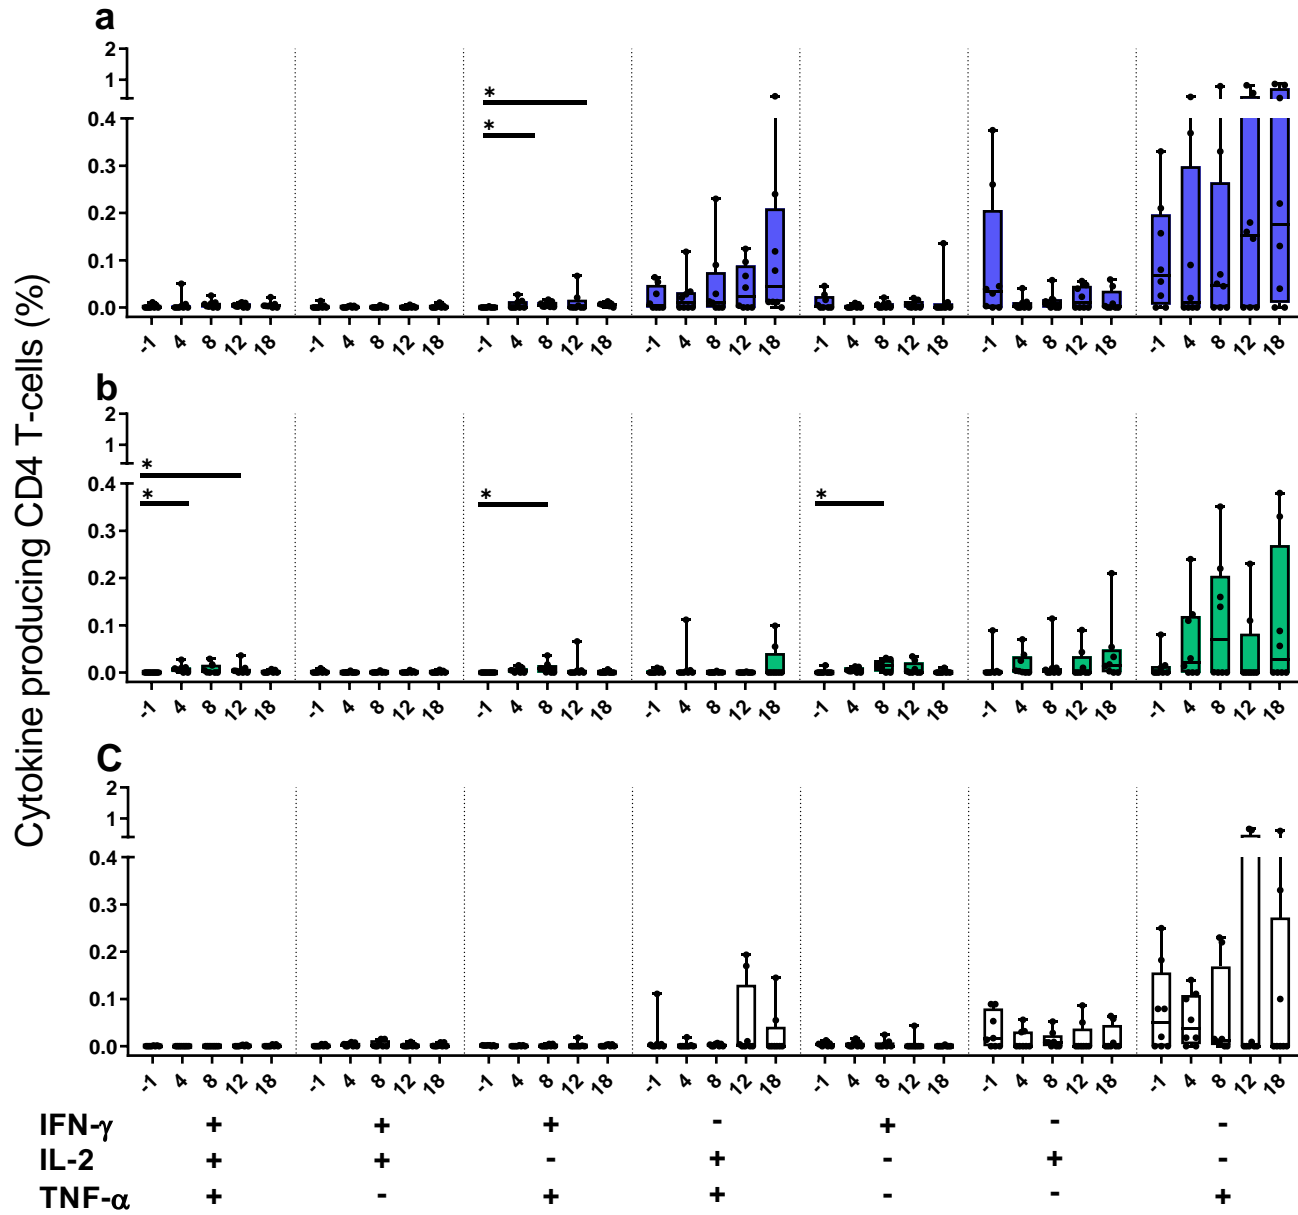 a
Cytokine producing CD4 T-cells (%)
2
1
* 
0.4
*
0.3
0.2
0.1
0.0
-1 4 8 12 18 -1 4 8 12 18 -1 4 8 12 18 -1 4 8 12 18 -1 4 8 12 18 -1 4 8 12 18 -1 4 8 12 18
b
2
1
*
0.4
* * *
0.3
0.2
0.1
0.0
-1 4 8 12 18 -1 4 8 12 18 -1 4 8 12 18 -1 4 8 12 18 -1 4 8 12 18 -1 4 8 12 18 -1 4 8 12 18
C
2
1
0.4
0.3
0.2
0.1
0.0
-1 4 8 12 18 -1 4 8 12 18 -1 4 8 12 18 -1 4 8 12 18 -1 4 8 12 18 -1 4 8 12 18 -1 4 8 12 18
IFN-γ + + + - + - -
IL-2 + + - + - + -
TNF-α + - + + - - +